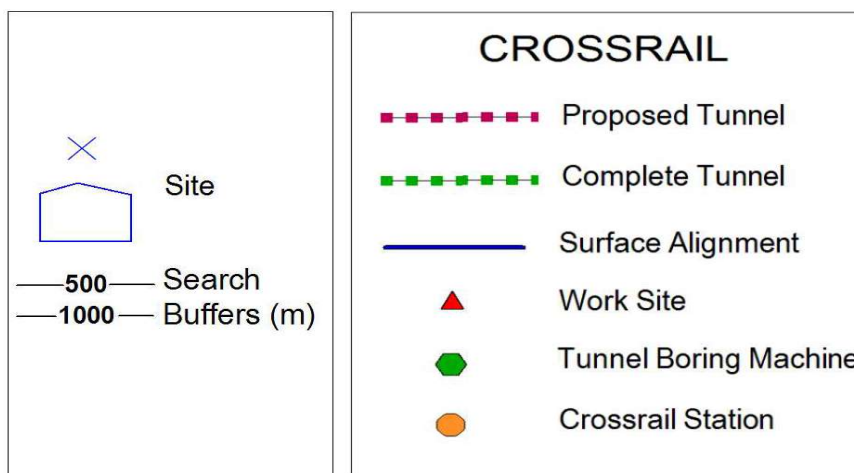 Site
500 Search
1000 Buffers (m)
CROSSRAIL
Proposed Tunnel
Complete Tunnel
Surface Alignment
Work Site
Tunnel Boring Machine
Crossrail Station